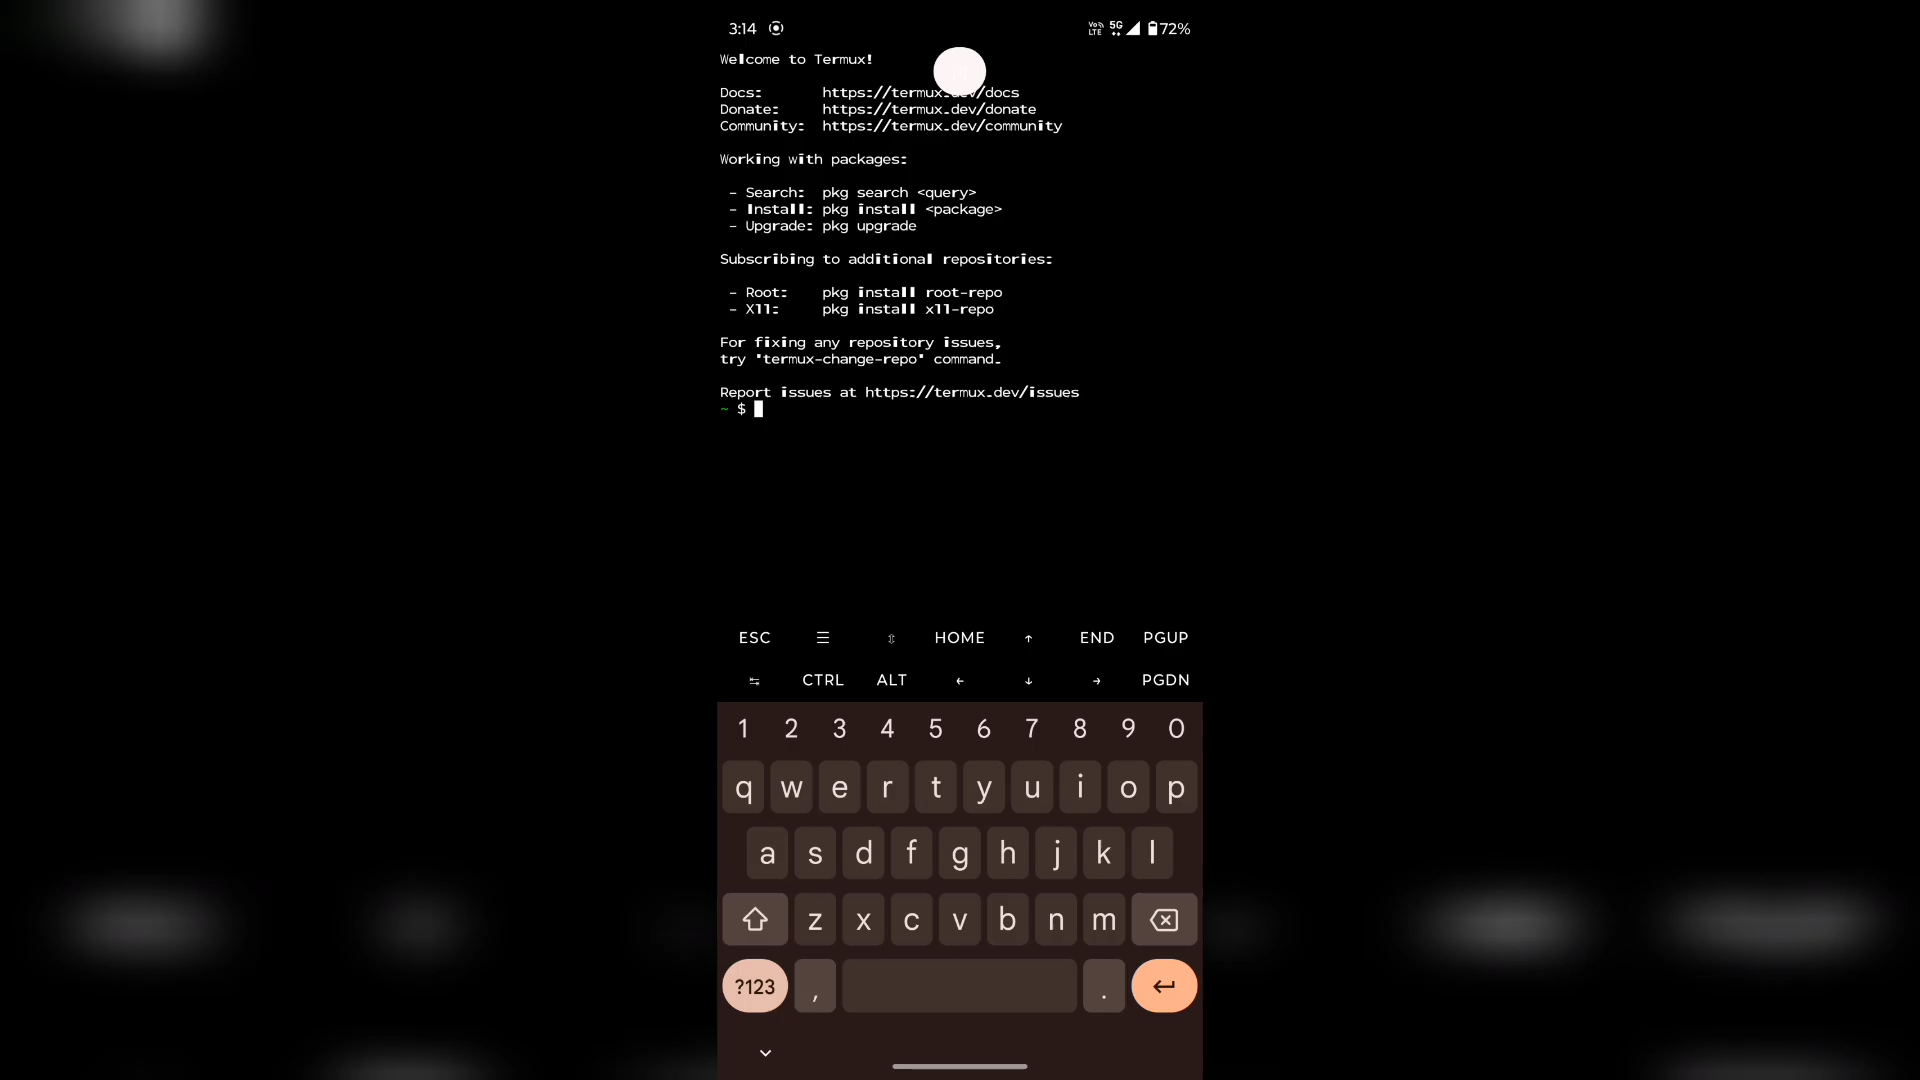 3:14 Vo LTE 5G 72%
Welcome to Termux!
Docs: https://termux.dev/docs
Donate: https://termux.dev/donate
Community: https://termux.dev/community
Working with packages:
- Search: pkg search <query>
- Install: pkg install <package>
- Upgrade: pkg upgrade
Subscribing to additional repositories:
- Root: pkg install root-repo
- X11: pkg install x11-repo
For fixing any repository issues,
try 'termux-change-repo' command.
Report issues at https://termux.dev/issues
~ $
ESC ☰ ⇳ HOME ↑ END PGUP
⇆ CTRL ALT ← ↓ → PGDN
1 2 3 4 5 6 7 8 9 0
q w e r t y u i o p
a s d f g h j k l
z x c v b n m
?123 , .